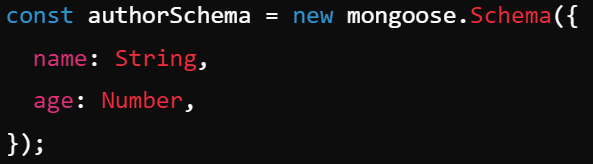 const authorSchema = new mongoose.Schema({
  name: String,
  age: Number,
});